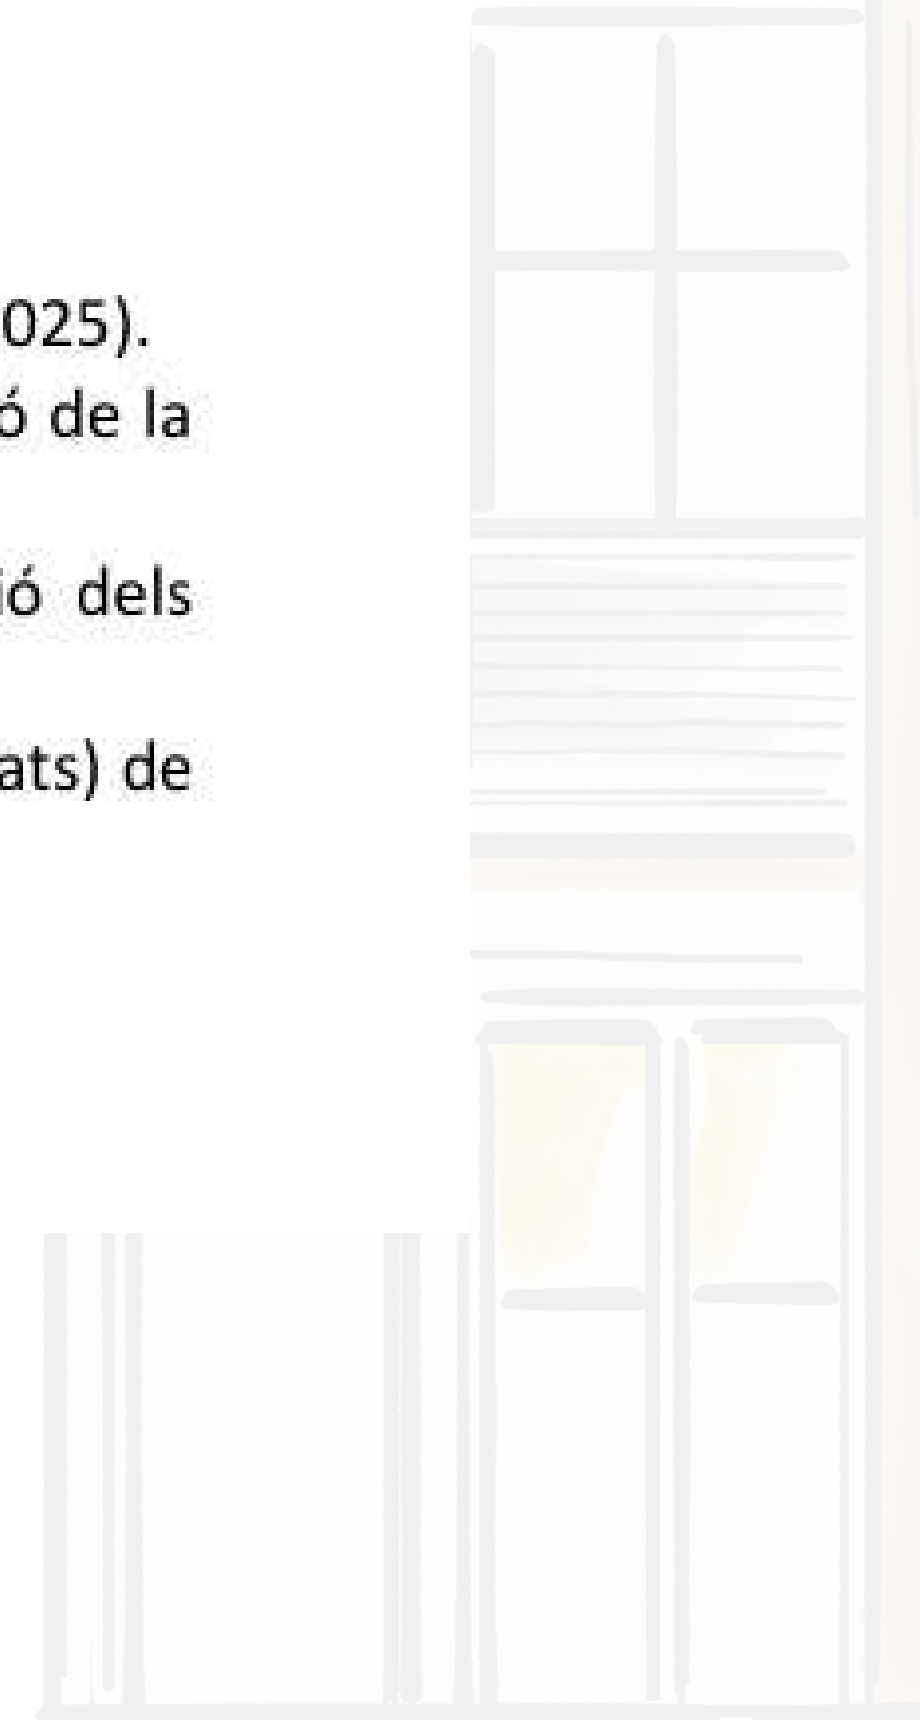 025).
ó de la
ió dels
ats) de